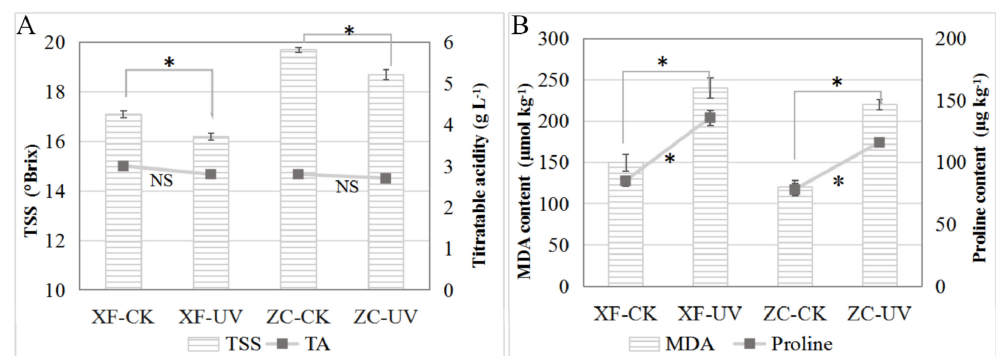 A
TSS (°Brix)
20
18
16
14
12
10
*
*
NS
NS
6
5
4
3
2
1
0
Titratable acidity (g L-1)
XF-CK XF-UV ZC-CK ZC-UV
TSS TA
B
MDA content (µmol kg-1)
300
250
200
150
100
50
0
*
*
*
*
200
150
100
50
0
Proline content (µg kg-1)
XF-CK XF-UV ZC-CK ZC-UV
MDA Proline